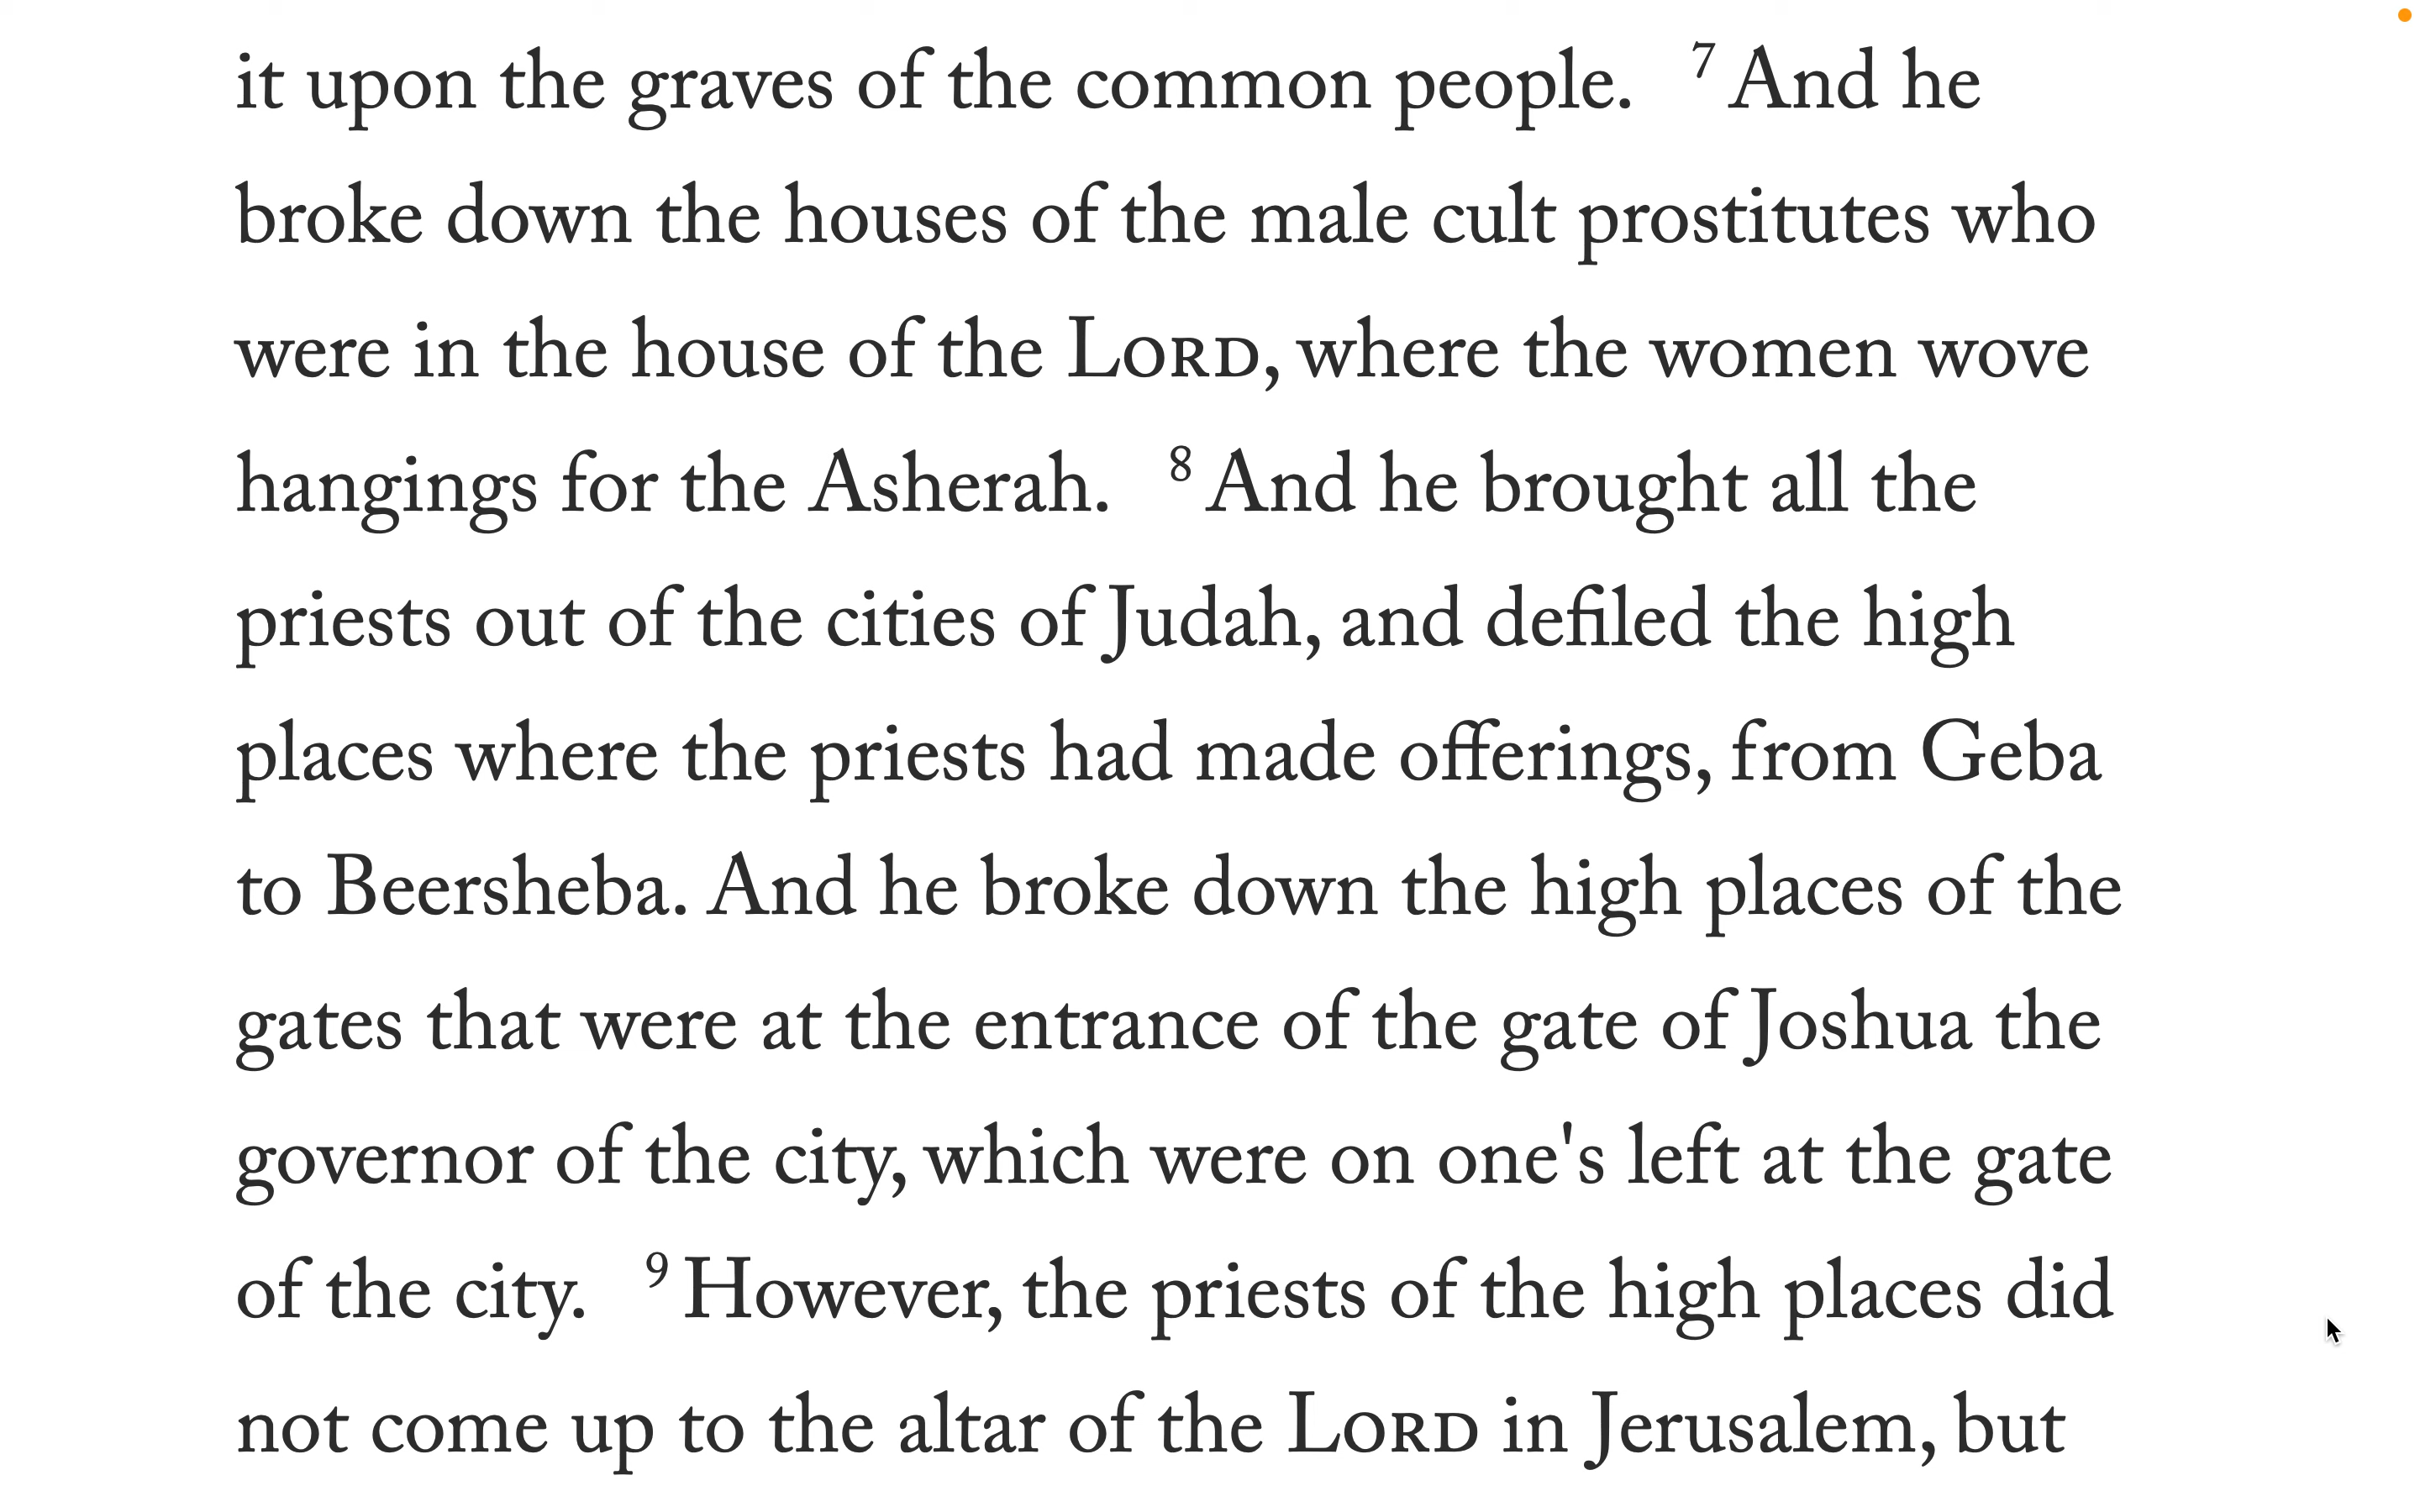 it upon the graves of the common people. 7 And he
broke down the houses of the male cult prostitutes who
were in the house of the LORD, where the women wove
hangings for the Asherah. 8 And he brought all the
priests out of the cities of Judah, and defiled the high
places where the priests had made offerings, from Geba
to Beersheba. And he broke down the high places of the
gates that were at the entrance of the gate of Joshua the
governor of the city, which were on one's left at the gate
of the city. 9 However, the priests of the high places did
not come up to the altar of the LORD in Jerusalem, but